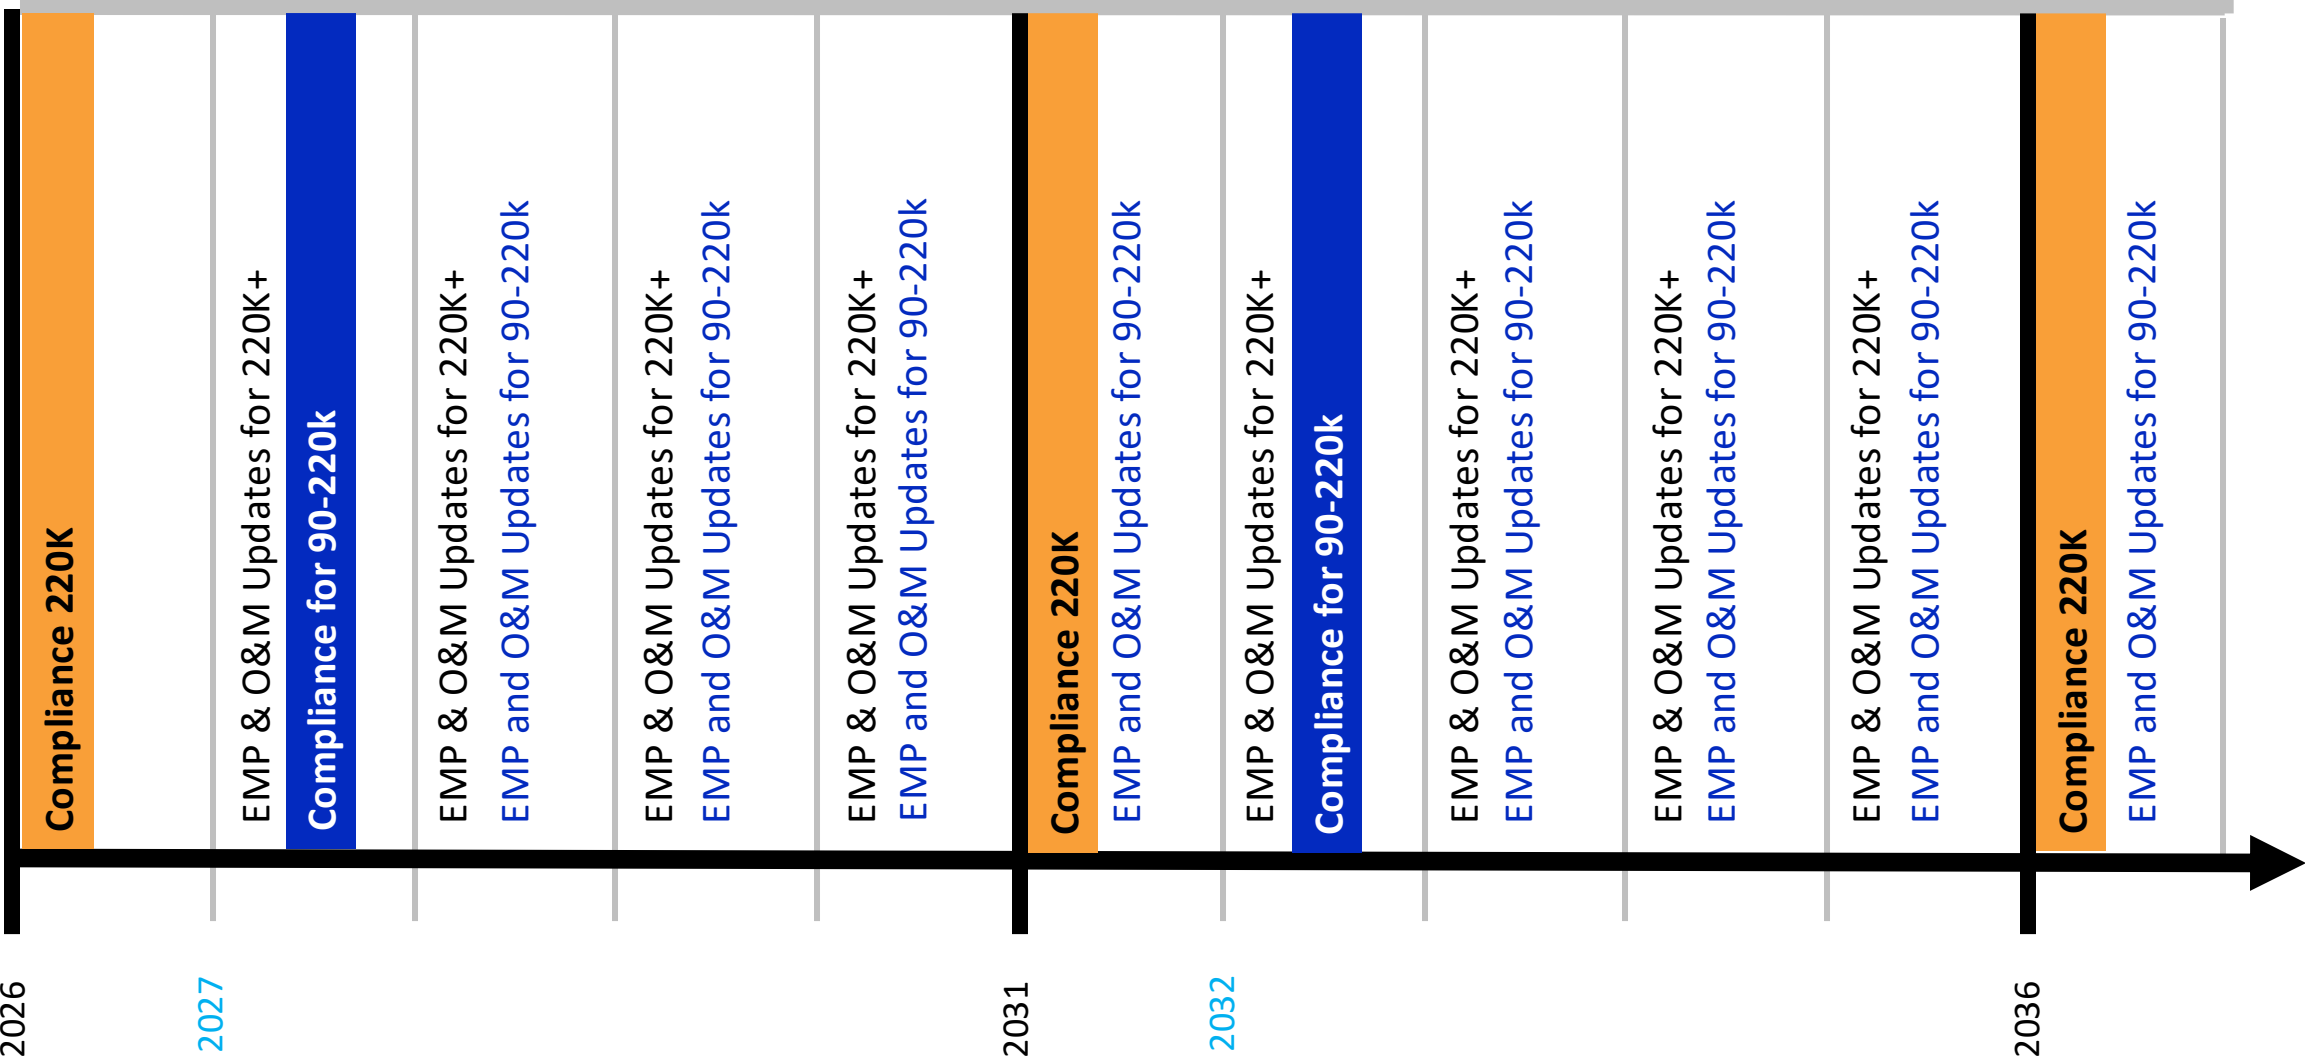 Compliance 220K
EMP & O&M Updates for 220K+
Compliance for 90-220k
EMP & O&M Updates for 220K+
EMP and O&M Updates for 90-220k
EMP & O&M Updates for 220K+
EMP and O&M Updates for 90-220k
EMP & O&M Updates for 220K+
EMP and O&M Updates for 90-220k
Compliance 220K
EMP and O&M Updates for 90-220k
EMP & O&M Updates for 220K+
Compliance for 90-220k
EMP & O&M Updates for 220K+
EMP and O&M Updates for 90-220k
EMP & O&M Updates for 220K+
EMP and O&M Updates for 90-220k
EMP & O&M Updates for 220K+
EMP and O&M Updates for 90-220k
Compliance 220K
EMP and O&M Updates for 90-220k
2026
2027
2031
2032
2036